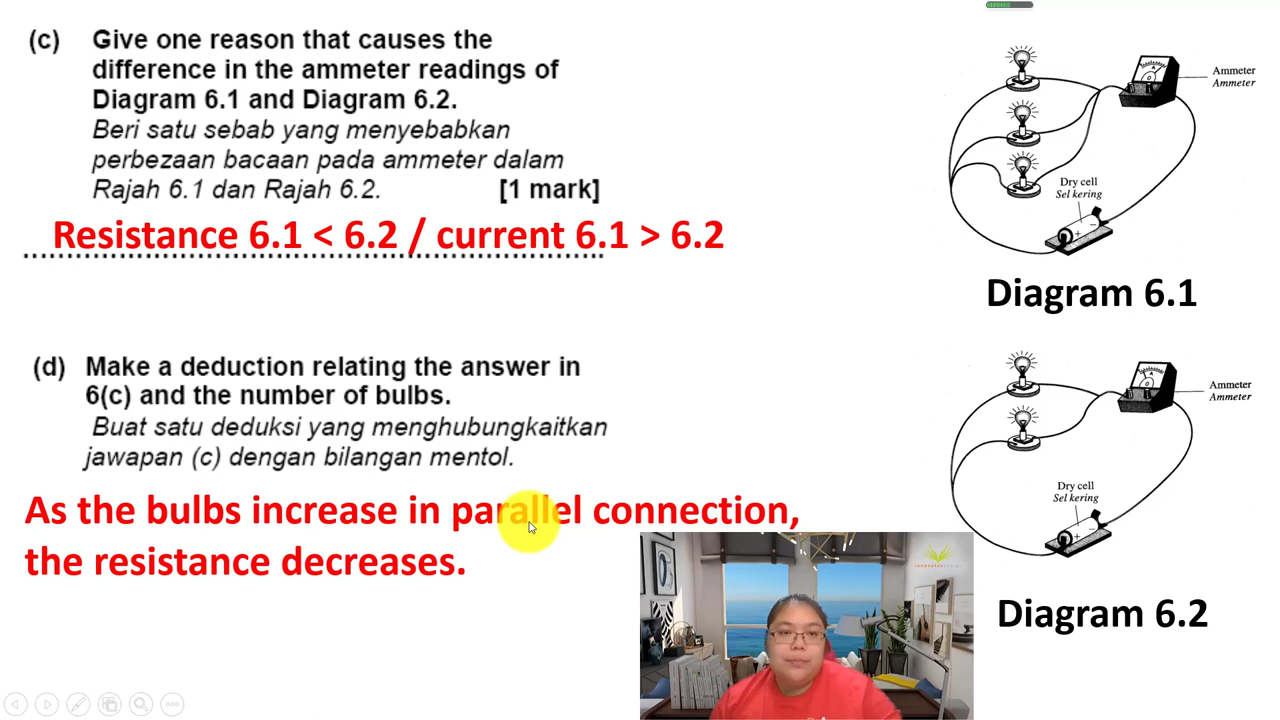 (c) Give one reason that causes the
difference in the ammeter readings of
Diagram 6.1 and Diagram 6.2.
Beri satu sebab yang menyebabkan
perbezaan bacaan pada ammeter dalam
Rajah 6.1 dan Rajah 6.2. [1 mark]
Resistance 6.1 < 6.2 / current 6.1 > 6.2
(d) Make a deduction relating the answer in
6(c) and the number of bulbs.
Buat satu deduksi yang menghubungkaitkan
jawapan (c) dengan bilangan mentol.
As the bulbs increase in parallel connection,
the resistance decreases.
Ammeter
Ammeter
Dry cell
Sel kering
Diagram 6.1
Ammeter
Ammeter
Dry cell
Sel kering
Diagram 6.2